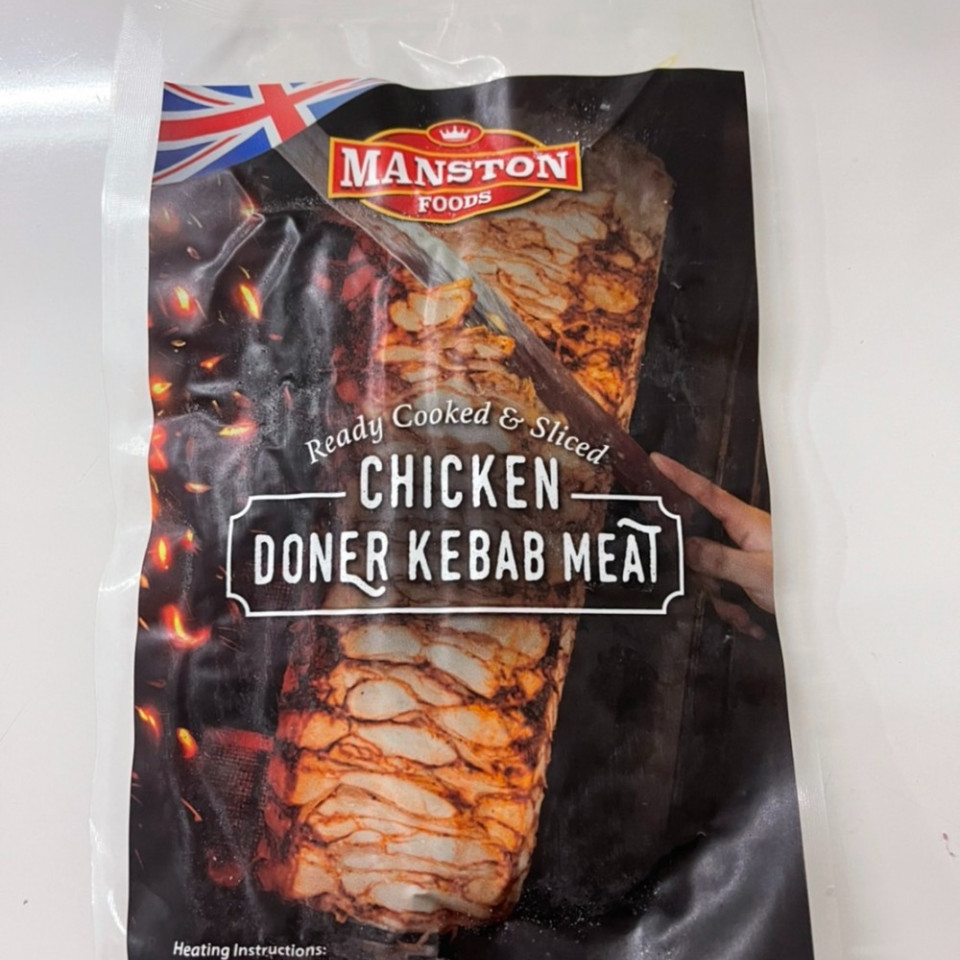 MANSTON
FOODS
Ready Cooked & Sliced
CHICKEN
DONER KEBAB MEAT
Heating Instructions: